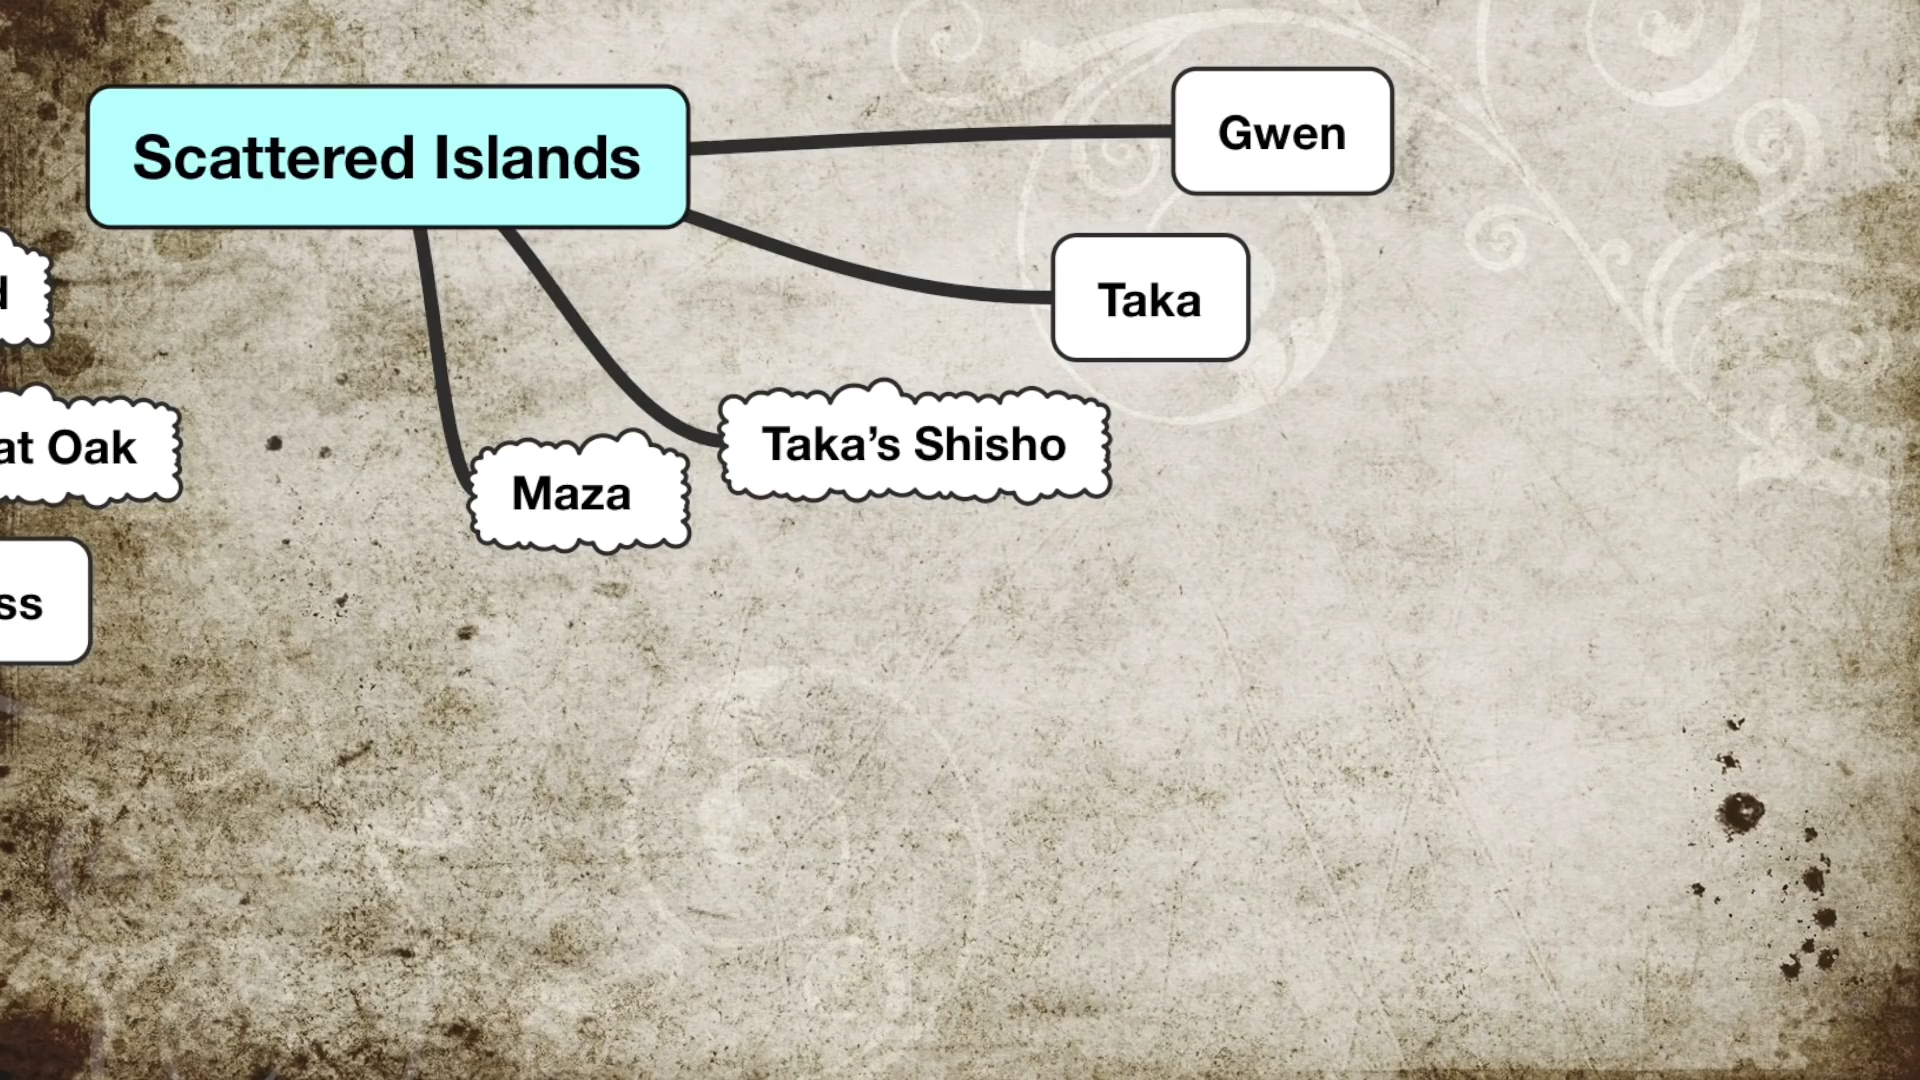 Scattered Islands
Gwen
Taka
Taka’s Shisho
Maza
at Oak
ss